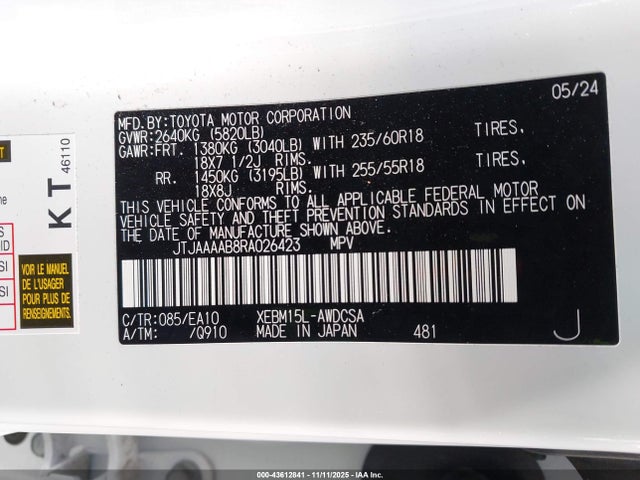 05/24
MFD.BY:TOYOTA MOTOR CORPORATION
GVWR:2640KG (5820LB)
GAWR:FRT. 1380KG (3040LB) WITH 235/60R18 TIRES,
18X7 1/2J RIMS.
RR. 1450KG (3195LB) WITH 255/55R18 TIRES,
18X8J RIMS.
THIS VEHICLE CONFORMS TO ALL APPLICABLE FEDERAL MOTOR
VEHICLE SAFETY AND THEFT PREVENTION STANDARDS IN EFFECT ON
THE DATE OF MANUFACTURE SHOWN ABOVE.
JTJAAAAB8RA026423 MPV
C/TR:085/EA10 XEBM15L-AWDCSA
A/TM: /Q910 MADE IN JAPAN 481
J
KT
46110
VOIR LE MANUEL
DE L'USAGER
POUR PLUS DE
RENSEIGNEMENTS
000-43612841 - 11/11/2025 - IAA Inc.